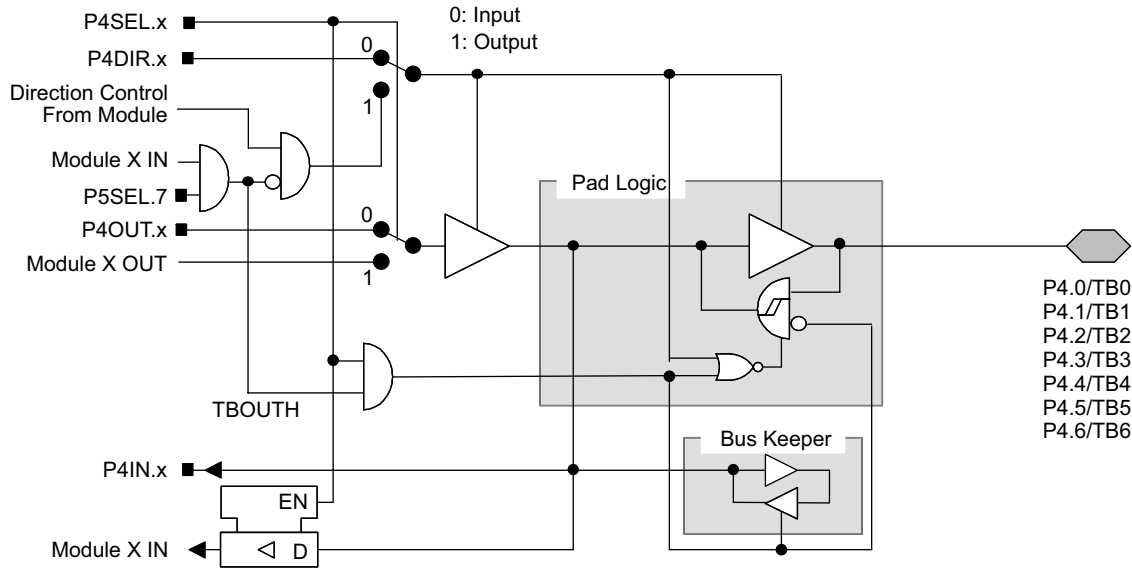 P4SEL.x
0: Input
1: Output
P4DIR.x
0
Direction Control
From Module
1
Module X IN
P5SEL.7
Pad Logic
P4OUT.x
0
Module X OUT
1
P4.0/TB0
P4.1/TB1
P4.2/TB2
P4.3/TB3
P4.4/TB4
P4.5/TB5
P4.6/TB6
TBOUTH
Bus Keeper
P4IN.x
EN
Module X IN
D